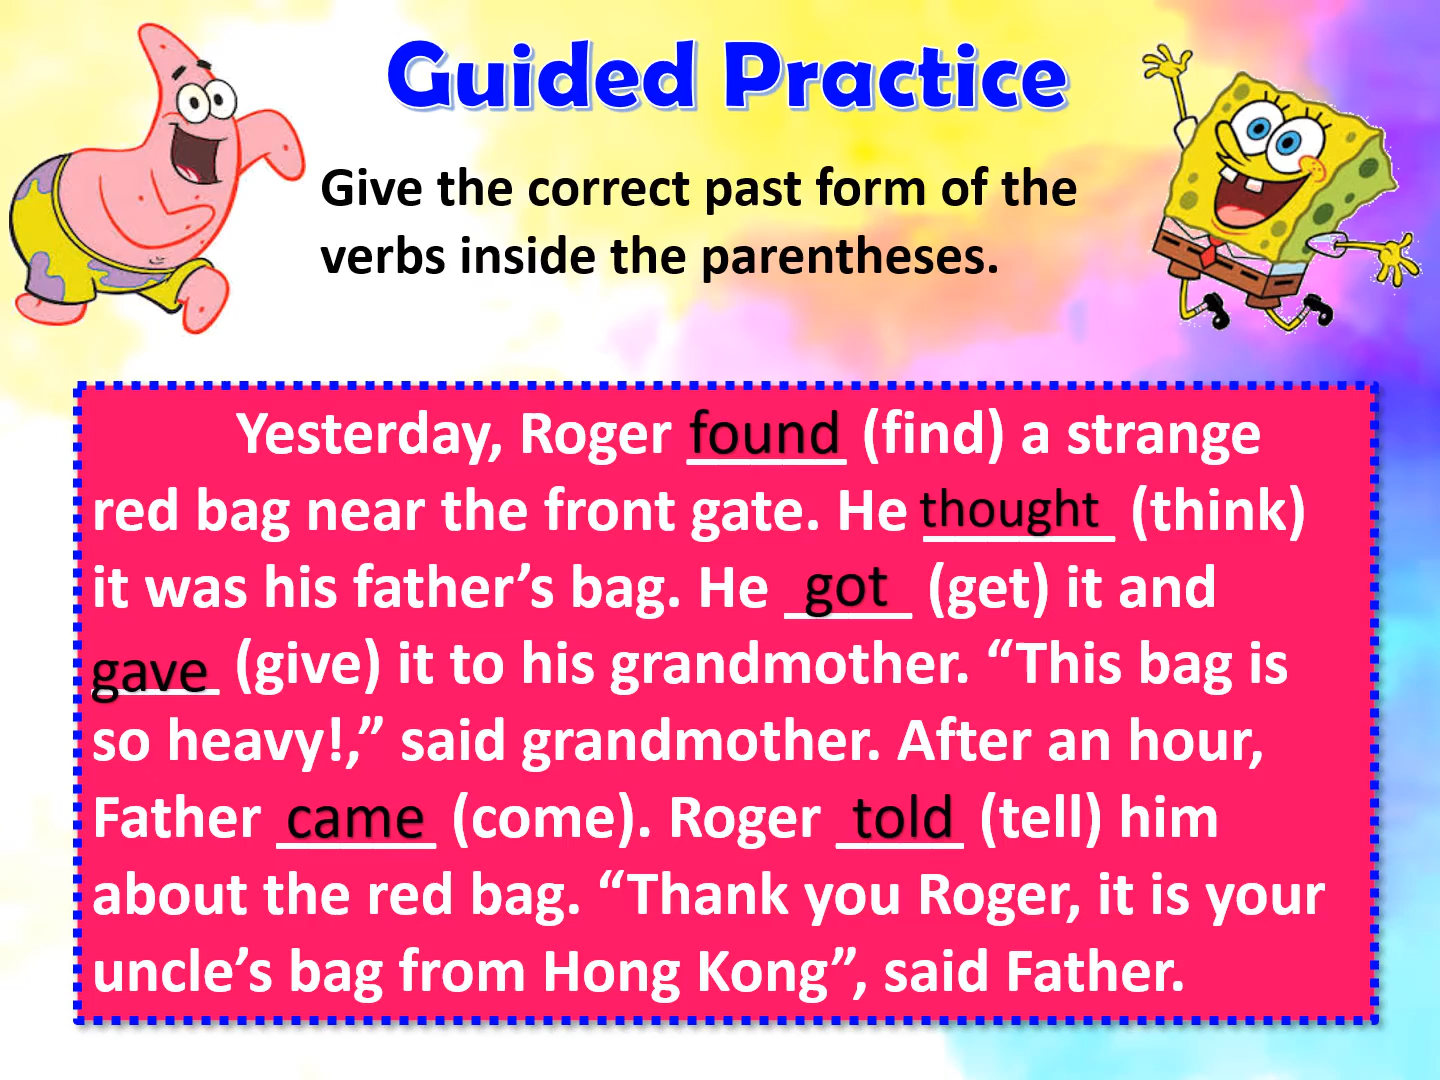 Guided Practice
Give the correct past form of the
verbs inside the parentheses.
Yesterday, Roger found (find) a strange
red bag near the front gate. He thought (think)
it was his father’s bag. He got (get) it and
gave (give) it to his grandmother. “This bag is
so heavy!,” said grandmother. After an hour,
Father came (come). Roger told (tell) him
about the red bag. “Thank you Roger, it is your
uncle’s bag from Hong Kong”, said Father.